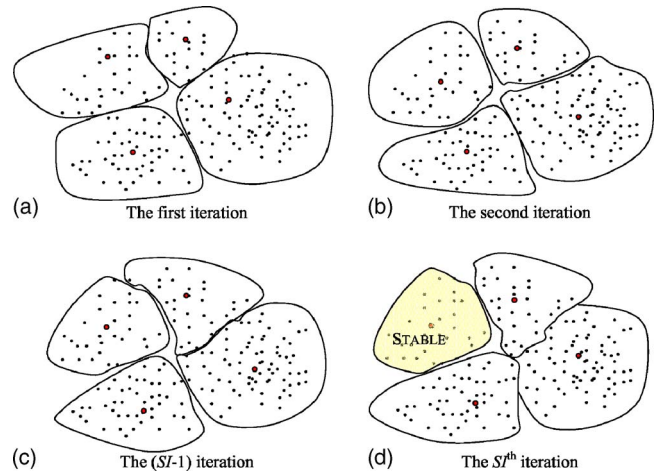 (a) The first iteration
(b) The second iteration
STABLE
(c) The (SI-1) iteration
(d) The SIth iteration